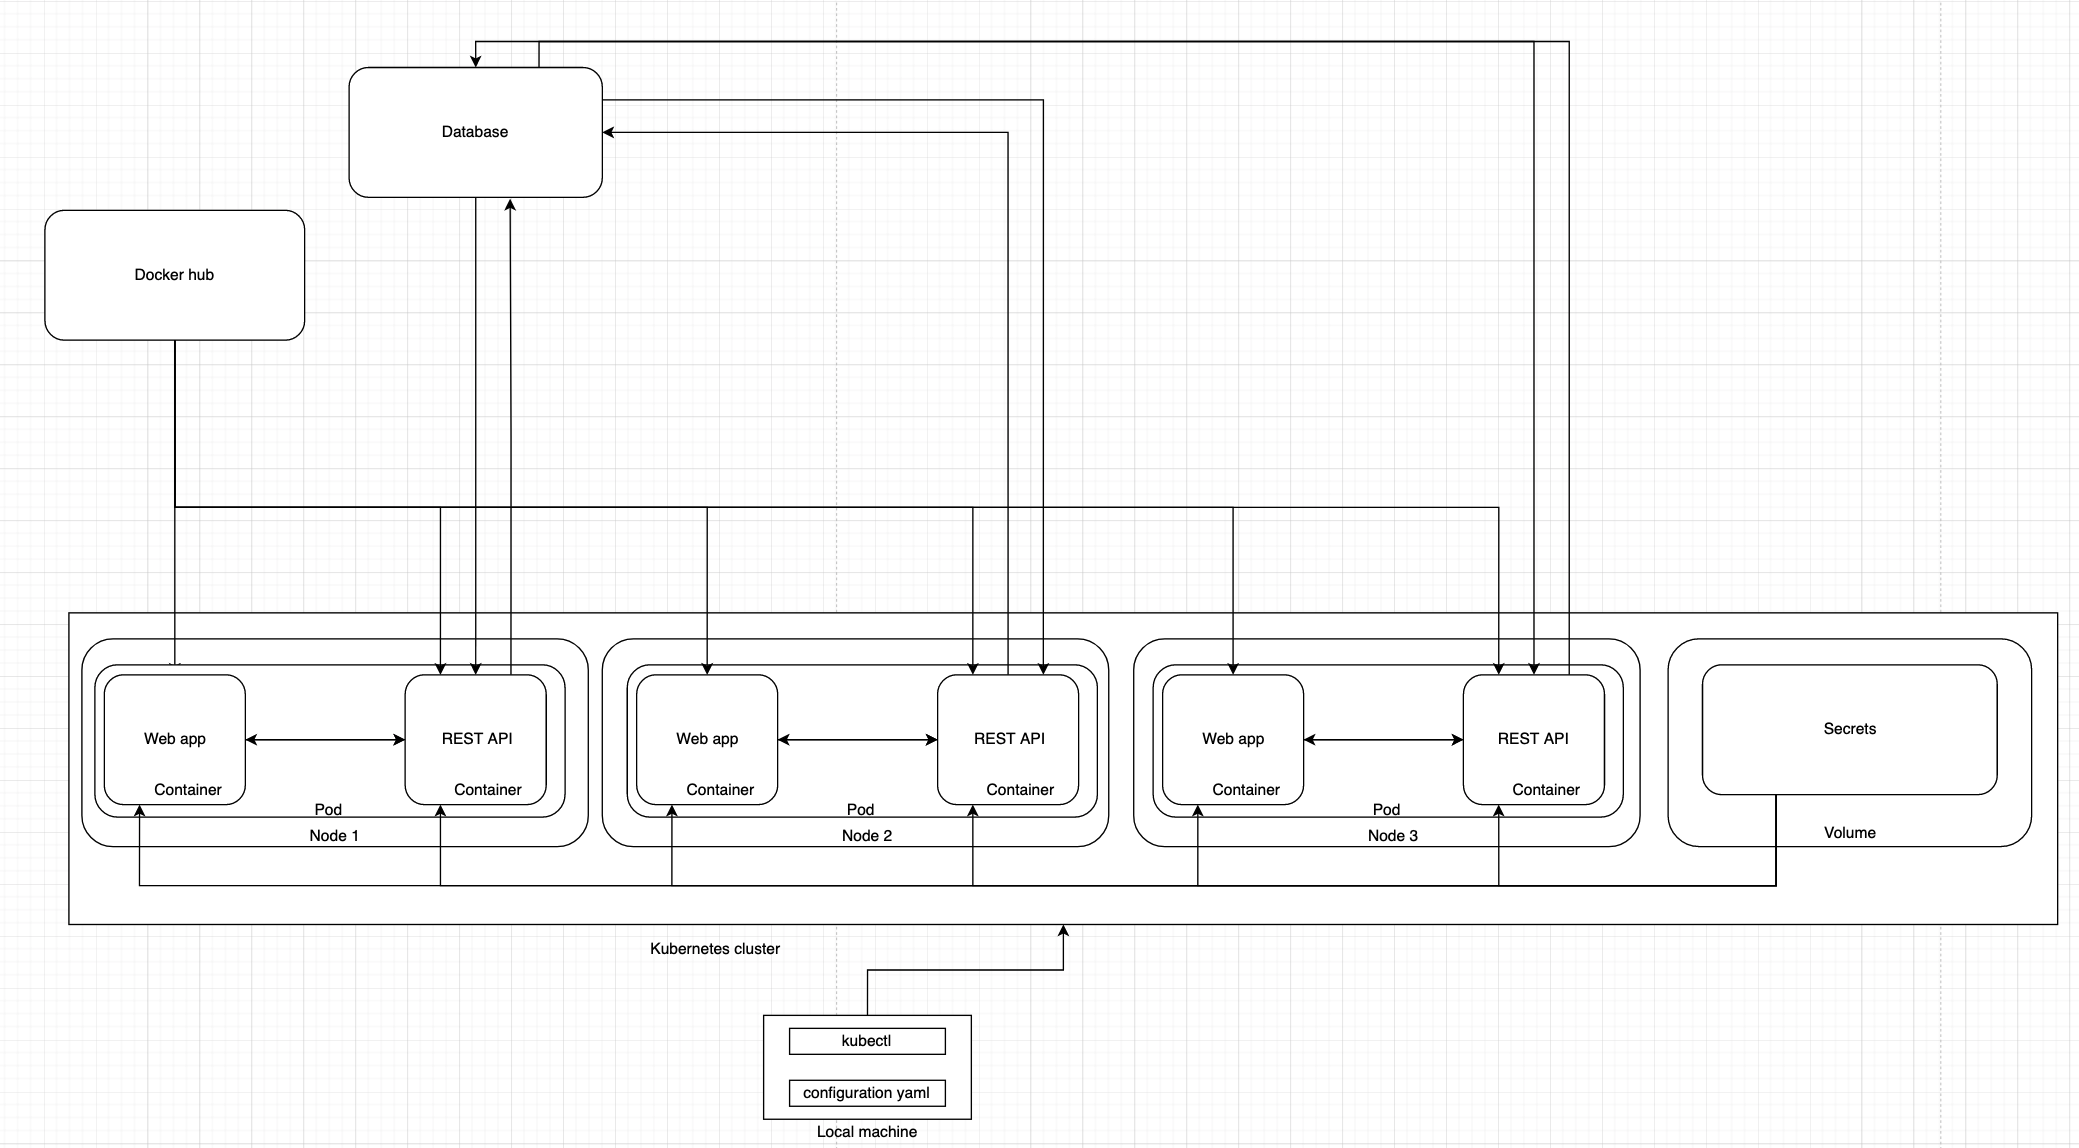 Database
Docker hub
Web app
Container
REST API
Container
Pod
Node 1
Web app
Container
REST API
Container
Pod
Node 2
Web app
Container
REST API
Container
Pod
Node 3
Secrets
Volume
Kubernetes cluster
kubectl
configuration yaml
Local machine